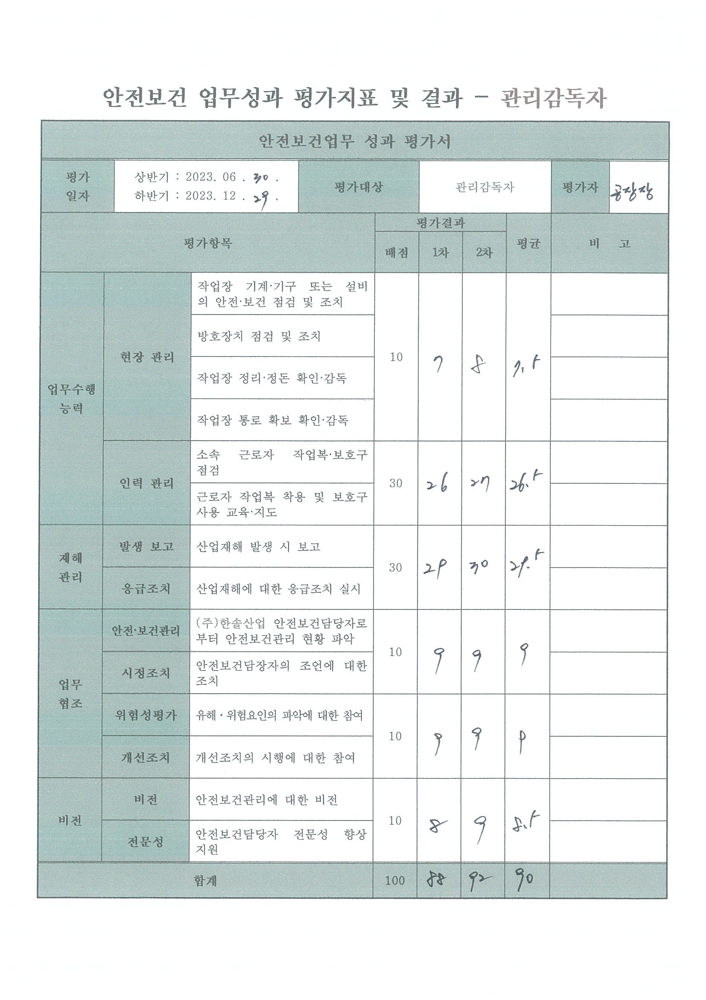 안전보건 업무성과 평가지표 및 결과 - 관리감독자
안전보건업무 성과 평가서
평가
일자
상반기 : 2023. 06 . 30 .
하반기 : 2023. 12 . 29 .
평가대상
관리감독자
평가자
공장장
평가항목
평가결과
배점
1차
2차
평균
비 고
업무수행
능력
현장 관리
작업장 기계·기구 또는 설비
의 안전·보건 점검 및 조치
방호장치 점검 및 조치
작업장 정리·정돈 확인·감독
작업장 통로 확보 확인·감독
10
7
8
7.5
인력 관리
소속 근로자 작업복·보호구
점검
근로자 작업복 착용 및 보호구
사용 교육·지도
30
26
27
26.5
재해
관리
발생 보고
산업재해 발생 시 보고
응급조치
산업재해에 대한 응급조치 실시
30
29
30
29.5
업무
협조
안전·보건관리
(주)한솔산업 안전보건담당자로
부터 안전보건관리 현황 파악
시정조치
안전보건담장자의 조언에 대한
조치
10
9
9
9
위험성평가
유해·위험요인의 파악에 대한 참여
개선조치
개선조치의 시행에 대한 참여
10
9
9
9
비전
비전
안전보건관리에 대한 비전
전문성
안전보건담당자 전문성 향상
지원
10
8
9
8.5
합계
100
88
92
90